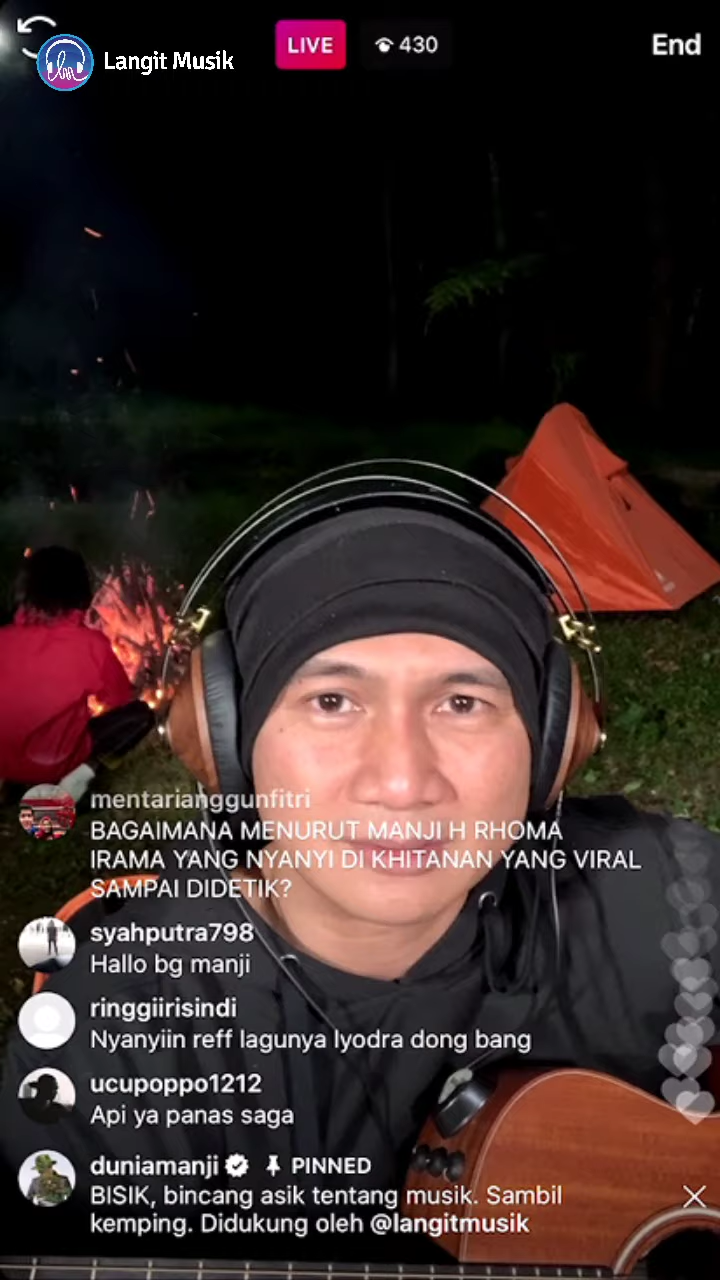 Langit Musik
LIVE
430
End
mentarianggunfitri
BAGAIMANA MENURUT MANJI H RHOMA
IRAMA YANG NYANYI DI KHITANAN YANG VIRAL
SAMPAI DIDETIK?
syahputra798
Hallo bg manji
ringgiirisindi
Nyanyiin reff lagunya lyodra dong bang
ucupoppo1212
Api ya panas saga
duniamanji PINNED
BISIK, bincang asik tentang musik. Sambil
kemping. Didukung oleh @langitmusik